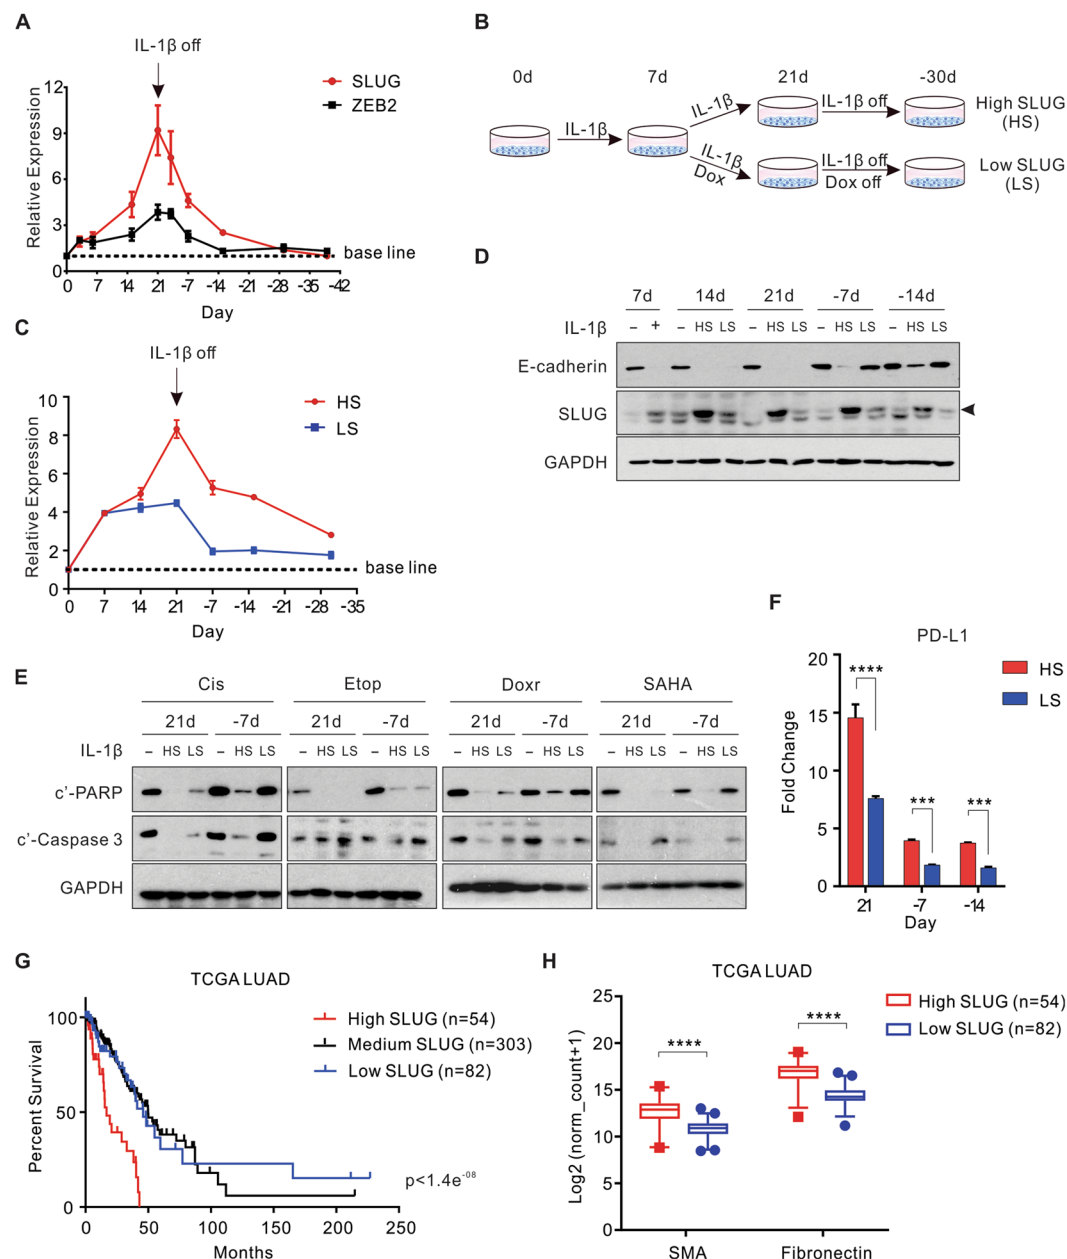 A
IL-1β off
SLUG
ZEB2
Relative Expression
12
9
6
3
0
base line
0 7 14 21 -7 -14 -21 -28 -35 -42
Day
B
0d 7d 21d -30d
IL-1β
IL-1β
IL-1β off
High SLUG
(HS)
IL-1β
Dox
IL-1β off
Dox off
Low SLUG
(LS)
C
IL-1β off
HS
LS
Relative Expression
10
8
6
4
2
0
base line
0 7 14 21 -7 -14 -21 -28 -35
Day
D
7d 14d 21d -7d -14d
IL-1β – + – HS LS – HS LS – HS LS – HS LS
E-cadherin
SLUG
GAPDH
E
Cis Etop Doxr SAHA
21d -7d 21d -7d 21d -7d 21d -7d
IL-1β – HS LS – HS LS – HS LS – HS LS – HS LS – HS LS – HS LS – HS LS
c'-PARP
c'-Caspase 3
GAPDH
F
PD-L1
HS
LS
Fold Change
20
15
10
5
0
**** *** ***
21 -7 -14
Day
G
TCGA LUAD
High SLUG (n=54)
Medium SLUG (n=303)
Low SLUG (n=82)
Percent Survival
100
50
0
p<1.4e-08
0 50 100 150 200 250
Months
H
TCGA LUAD
High SLUG (n=54)
Low SLUG (n=82)
Log2 (norm_count+1)
25
20
15
10
5
0
**** ****
SMA Fibronectin